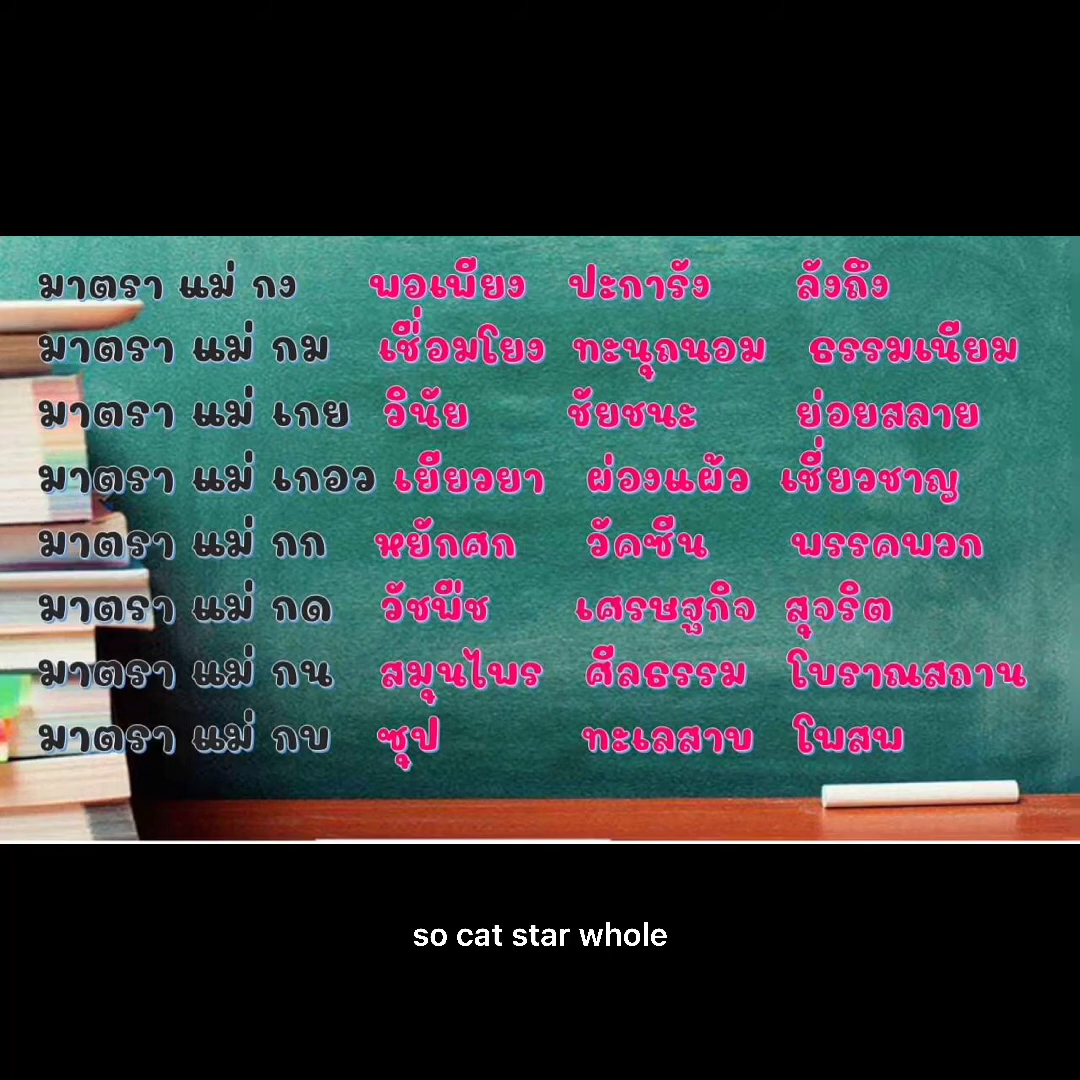 มาตรา แม่ กง พอเพียง ปะการัง ลังถึง
มาตรา แม่ กม เชื่อมโยง ทะนุถนอม ธรรมเนียม
มาตรา แม่ เกย วินัย ชัยชนะ ย่อยสลาย
มาตรา แม่ เกอว เยียวยา ผ่องแผ้ว เชี่ยวชาญ
มาตรา แม่ กก หยักศก วัคซีน พรรคพวก
มาตรา แม่ กด วัชพืช เศรษฐกิจ สุจริต
มาตรา แม่ กน สมุนไพร ศีลธรรม โบราณสถาน
มาตรา แม่ กบ ซุป ทะเลสาบ โพสพ
so cat star whole